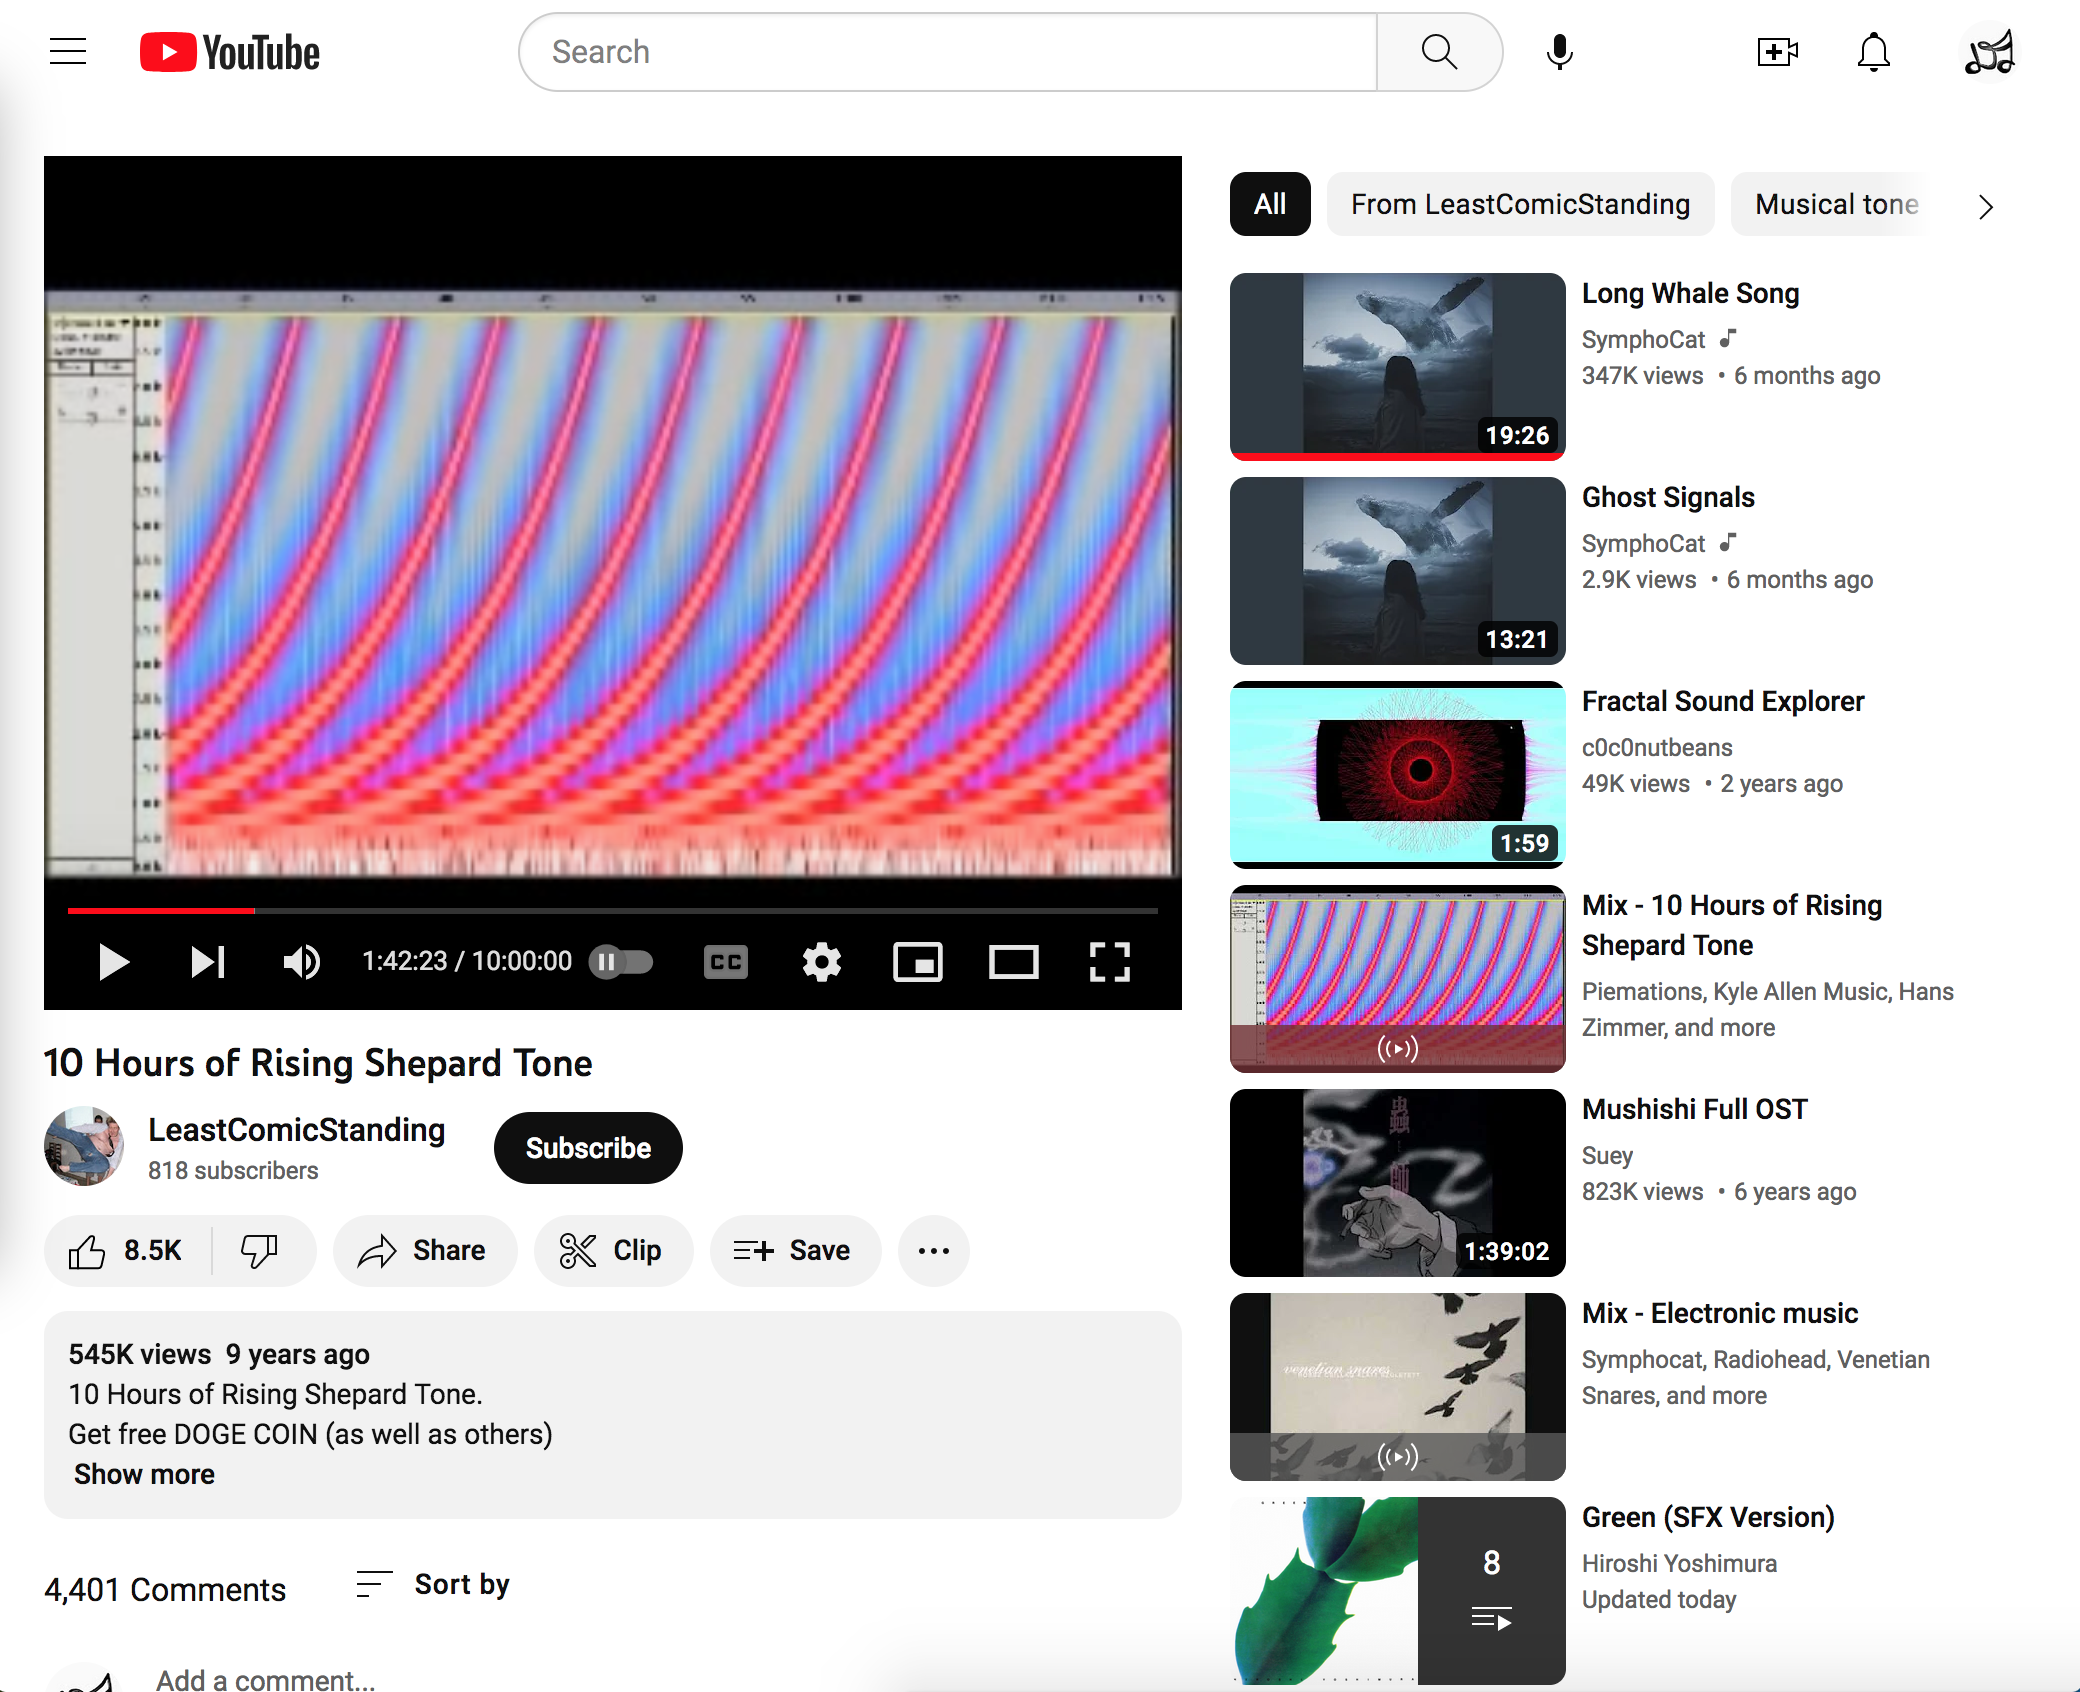 YouTube
Search
All
From LeastComicStanding
Musical tone
1:42:23 / 10:00:00
CC
10 Hours of Rising Shepard Tone
LeastComicStanding
818 subscribers
Subscribe
8.5K
Share
Clip
Save
545K views 9 years ago
10 Hours of Rising Shepard Tone.
Get free DOGE COIN (as well as others)
Show more
4,401 Comments
Sort by
Add a comment...
Long Whale Song
SymphoCat
347K views • 6 months ago
19:26
Ghost Signals
SymphoCat
2.9K views • 6 months ago
13:21
Fractal Sound Explorer
c0c0nutbeans
49K views • 2 years ago
1:59
Mix - 10 Hours of Rising
Shepard Tone
Piemations, Kyle Allen Music, Hans
Zimmer, and more
Mushishi Full OST
Suey
823K views • 6 years ago
蟲
師
1:39:02
Mix - Electronic music
Symphocat, Radiohead, Venetian
Snares, and more
venetian snares
Green (SFX Version)
Hiroshi Yoshimura
Updated today
8